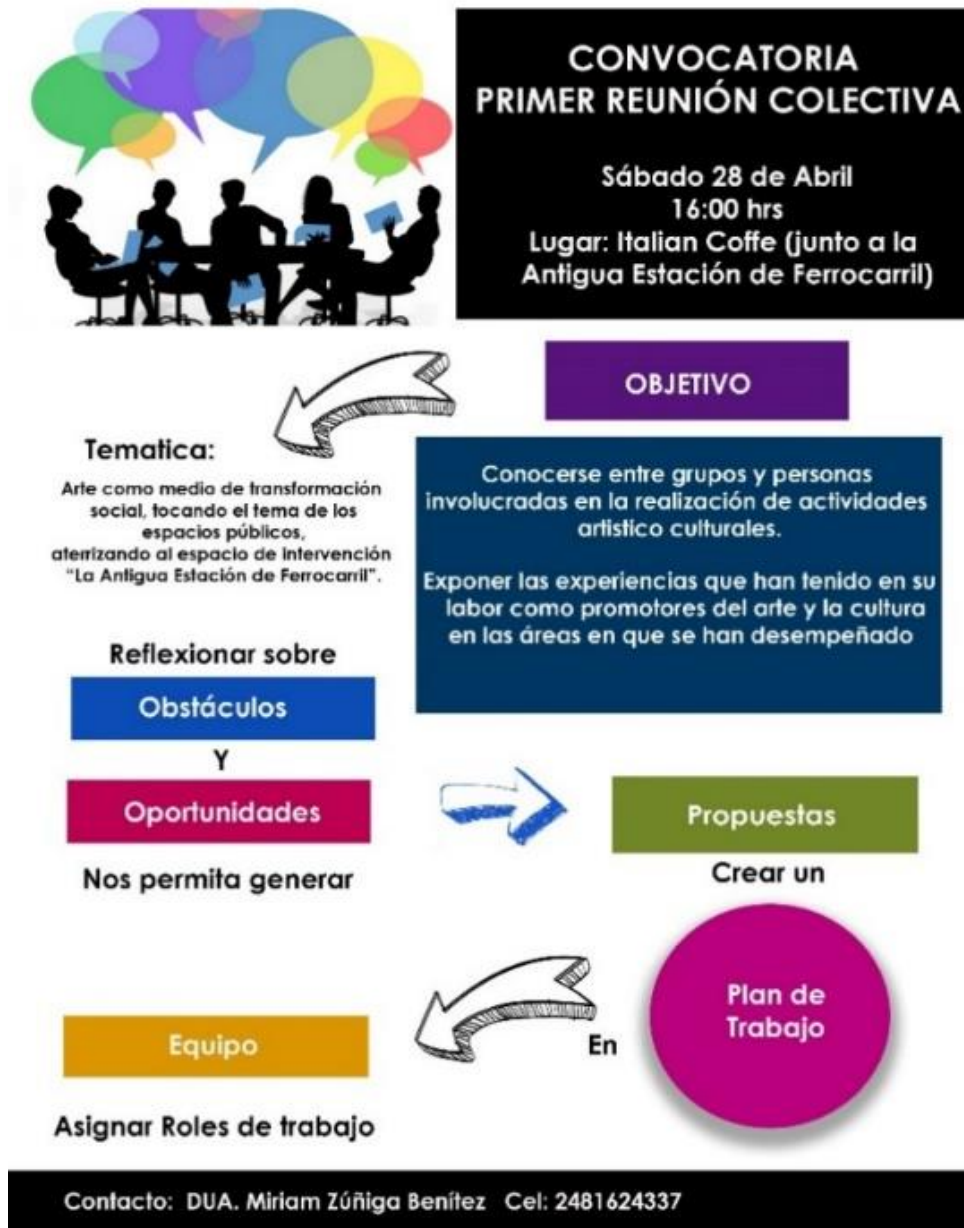 CONVOCATORIA
PRIMER REUNIÓN COLECTIVA
Sábado 28 de Abril
16:00 hrs
Lugar: Italian Coffe (junto a la
Antigua Estación de Ferrocarril)
OBJETIVO
Conocerse entre grupos y personas
involucradas en la realización de actividades
artistico culturales.
Exponer las experiencias que han tenido en su
labor como promotores del arte y la cultura
en las áreas en que se han desempeñado
Tematica:
Arte como medio de transformación
social, tocando el tema de los
espacios públicos,
aterrizando al espacio de intervención
“La Antigua Estación de Ferrocarril”.
Reflexionar sobre
Obstáculos
Y
Oportunidades
Nos permita generar
Propuestas
Crear un
Plan de
Trabajo
En
Equipo
Asignar Roles de trabajo
Contacto: DUA. Miriam Zúñiga Benítez Cel: 2481624337